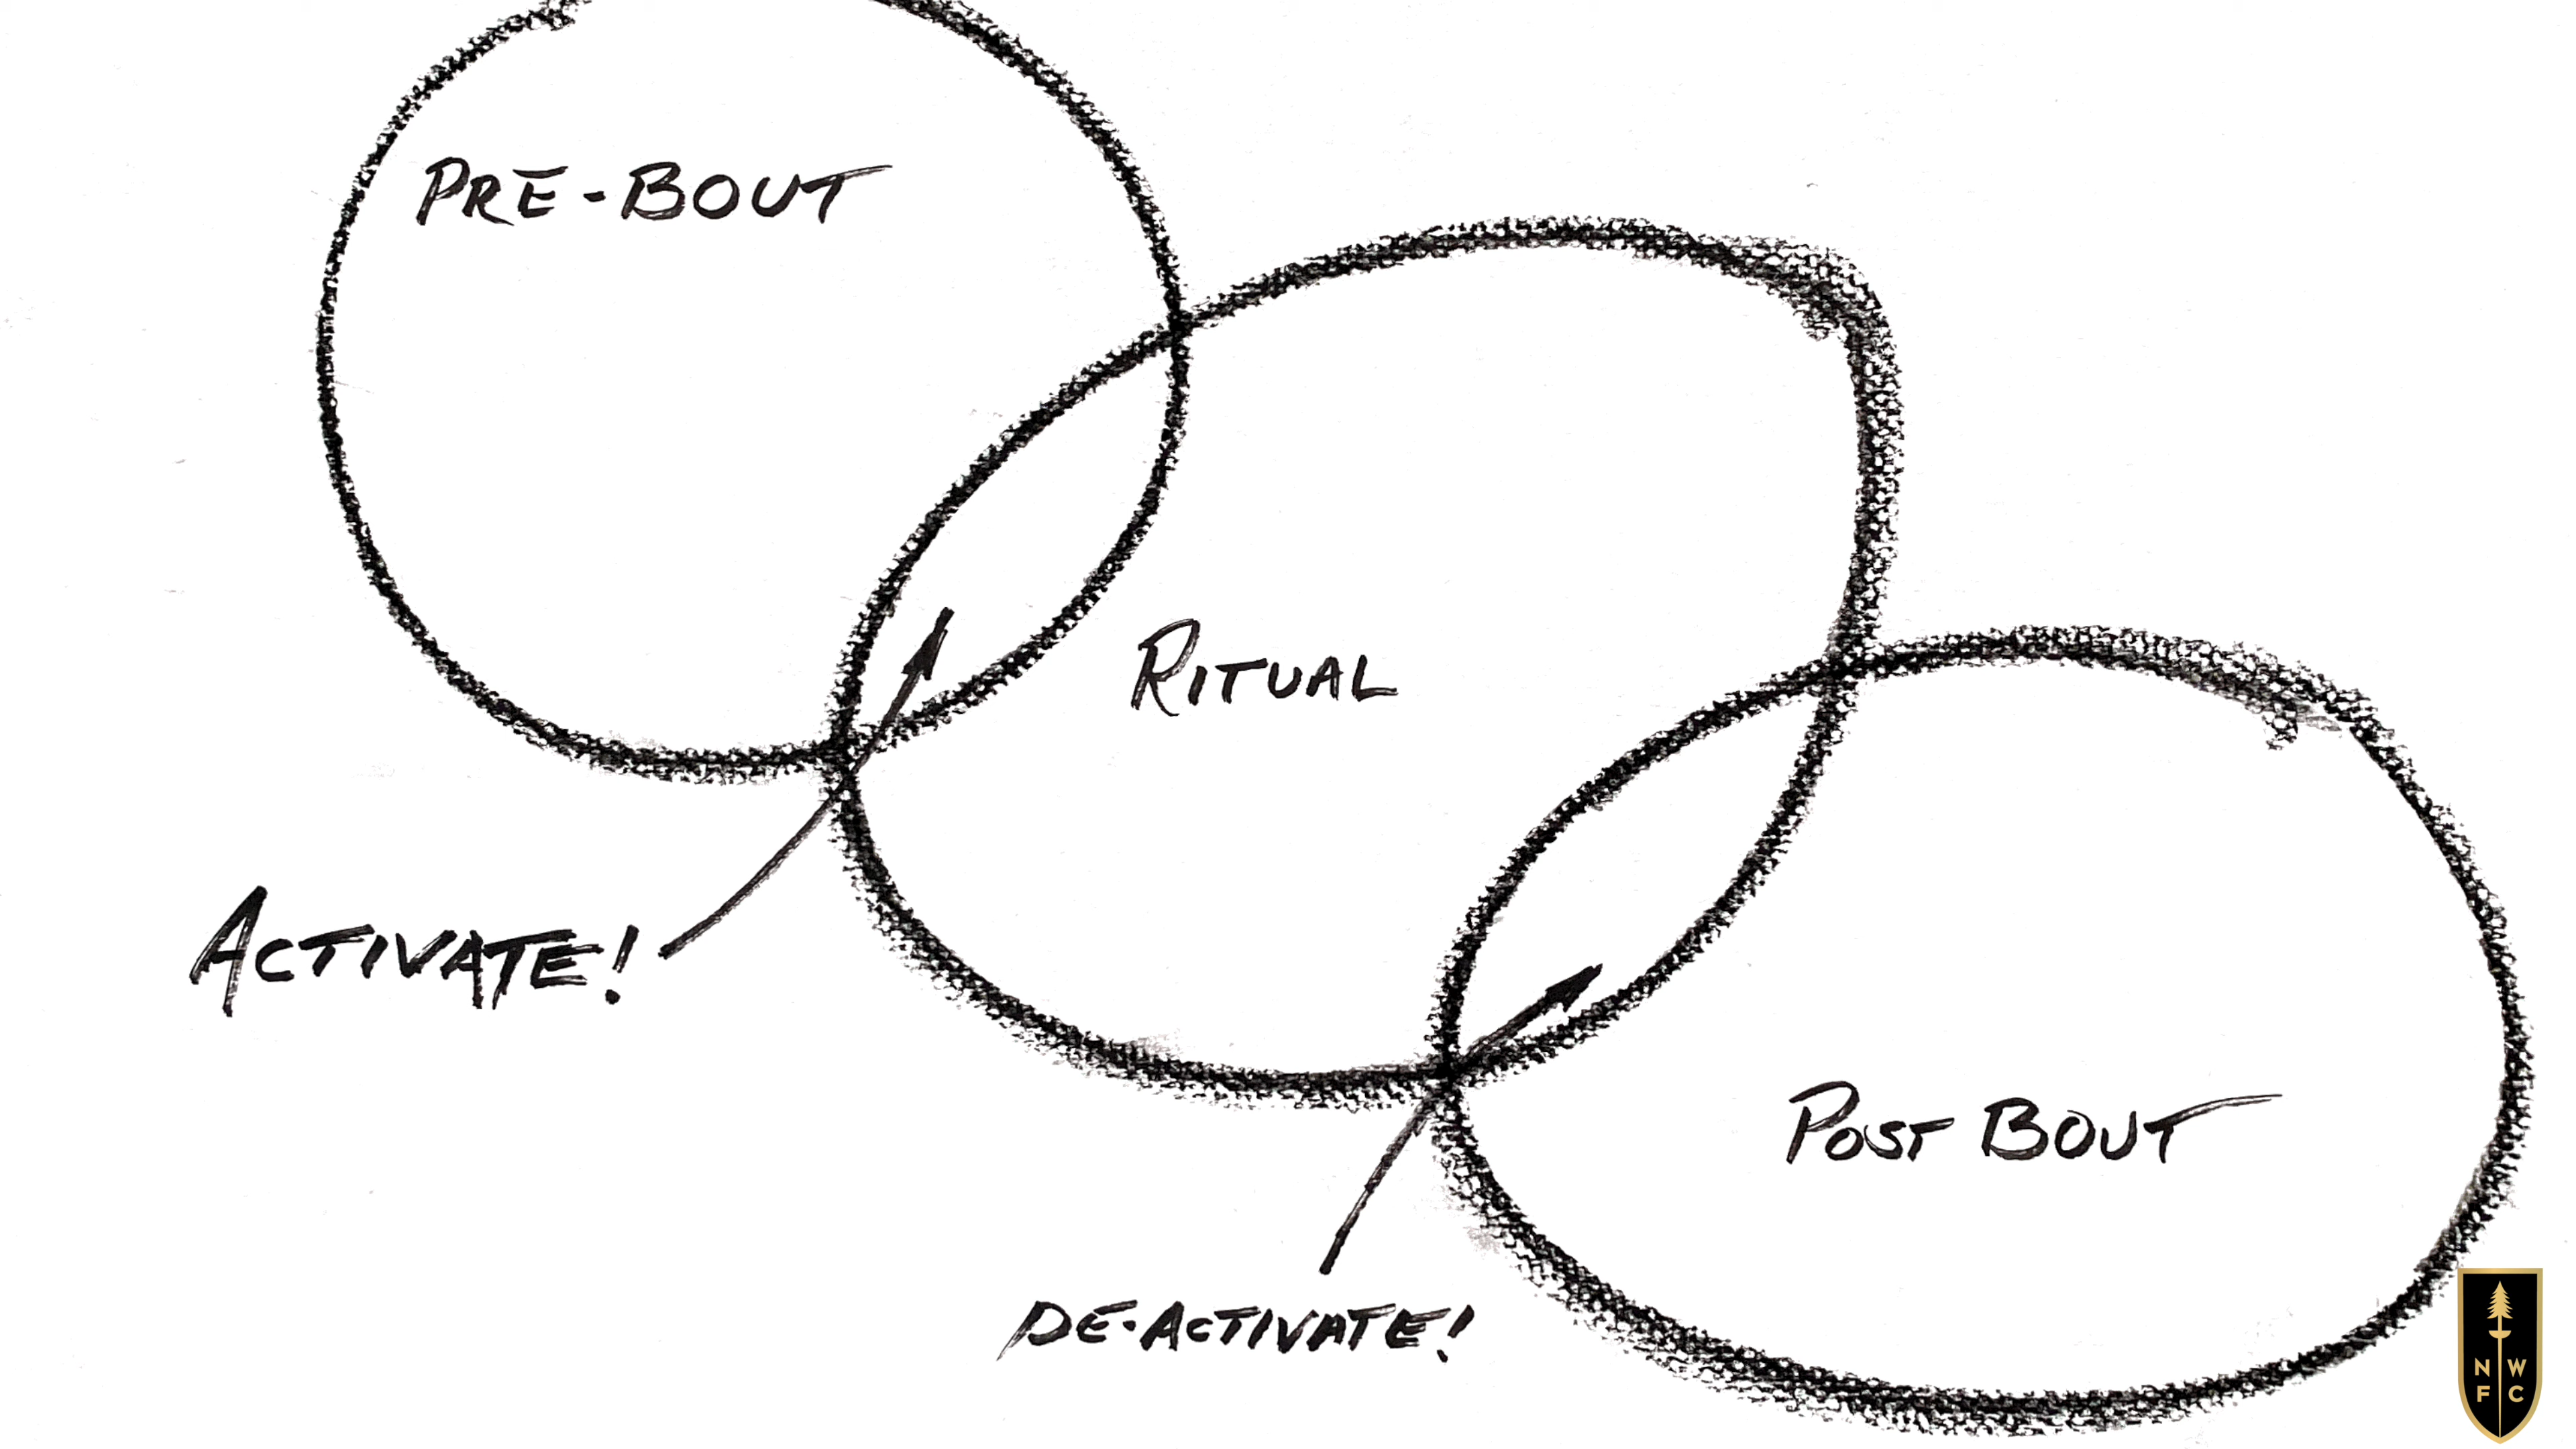 PRE-BOUT
RITUAL
ACTIVATE!
POST BOUT
DE-ACTIVATE!
N W
F C